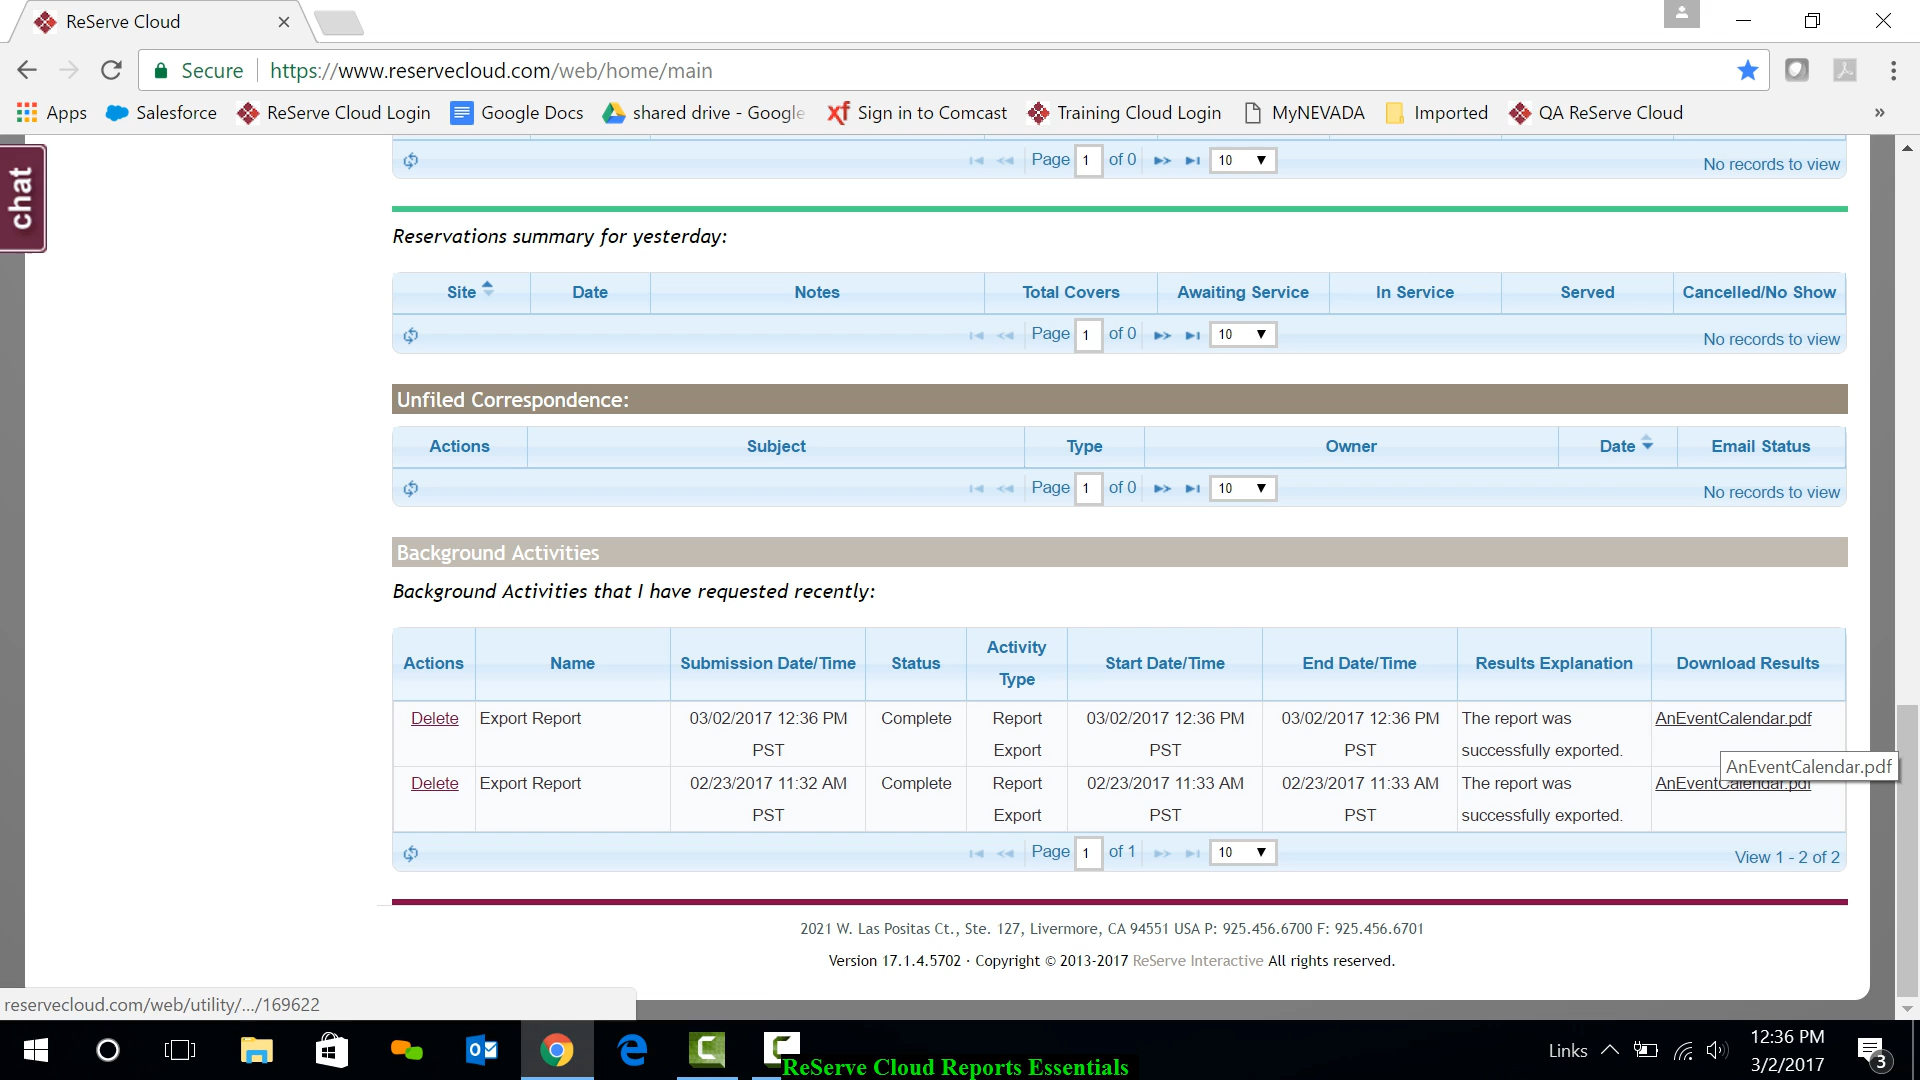 ReServe Cloud
Secure https://www.reservecloud.com/web/home/main
Apps Salesforce ReServe Cloud Login Google Docs shared drive - Google Sign in to Comcast Training Cloud Login MyNEVADA Imported QA ReServe Cloud »
chat
Page 1 of 0 10 No records to view
Reservations summary for yesterday:
Site Date Notes Total Covers Awaiting Service In Service Served Cancelled/No Show
Page 1 of 0 10 No records to view
Unfiled Correspondence:
Actions Subject Type Owner Date Email Status
Page 1 of 0 10 No records to view
Background Activities
Background Activities that I have requested recently:
Actions Name Submission Date/Time Status Activity Type Start Date/Time End Date/Time Results Explanation Download Results
Delete Export Report 03/02/2017 12:36 PM Complete Report 03/02/2017 12:36 PM 03/02/2017 12:36 PM The report was AnEventCalendar.pdf
PST Export PST PST successfully exported.
AnEventCalendar.pdf
Delete Export Report 02/23/2017 11:32 AM Complete Report 02/23/2017 11:33 AM 02/23/2017 11:33 AM The report was AnEventCalendar.pdf
PST Export PST PST successfully exported.
Page 1 of 1 10 View 1 - 2 of 2
2021 W. Las Positas Ct., Ste. 127, Livermore, CA 94551 USA P: 925.456.6700 F: 925.456.6701
Version 17.1.4.5702 · Copyright © 2013-2017 ReServe Interactive All rights reserved.
reservecloud.com/web/utility/.../169622
Links 12:36 PM
3/2/2017 3
ReServe Cloud Reports Essentials